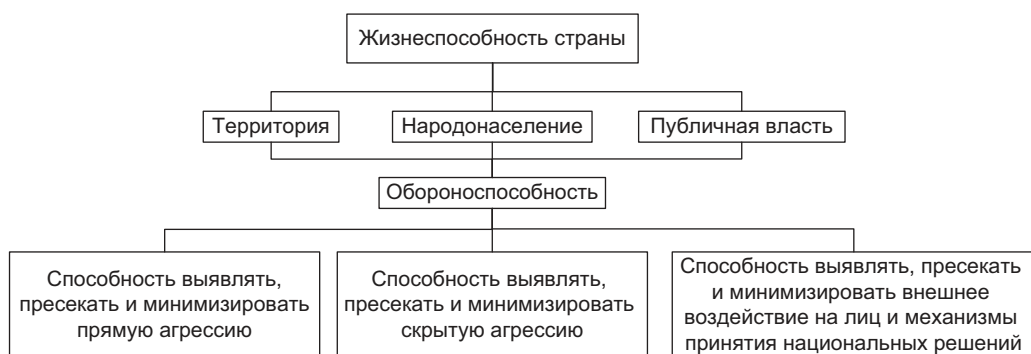 Жизнеспособность страны
Территория
Народонаселение
Публичная власть
Обороноспособность
Способность выявлять,
пресекать и минимизировать
прямую агрессию
Способность выявлять,
пресекать и минимизировать
скрытую агрессию
Способность выявлять, пресекать
и минимизировать внешнее
воздействие на лиц и механизмы
принятия национальных решений